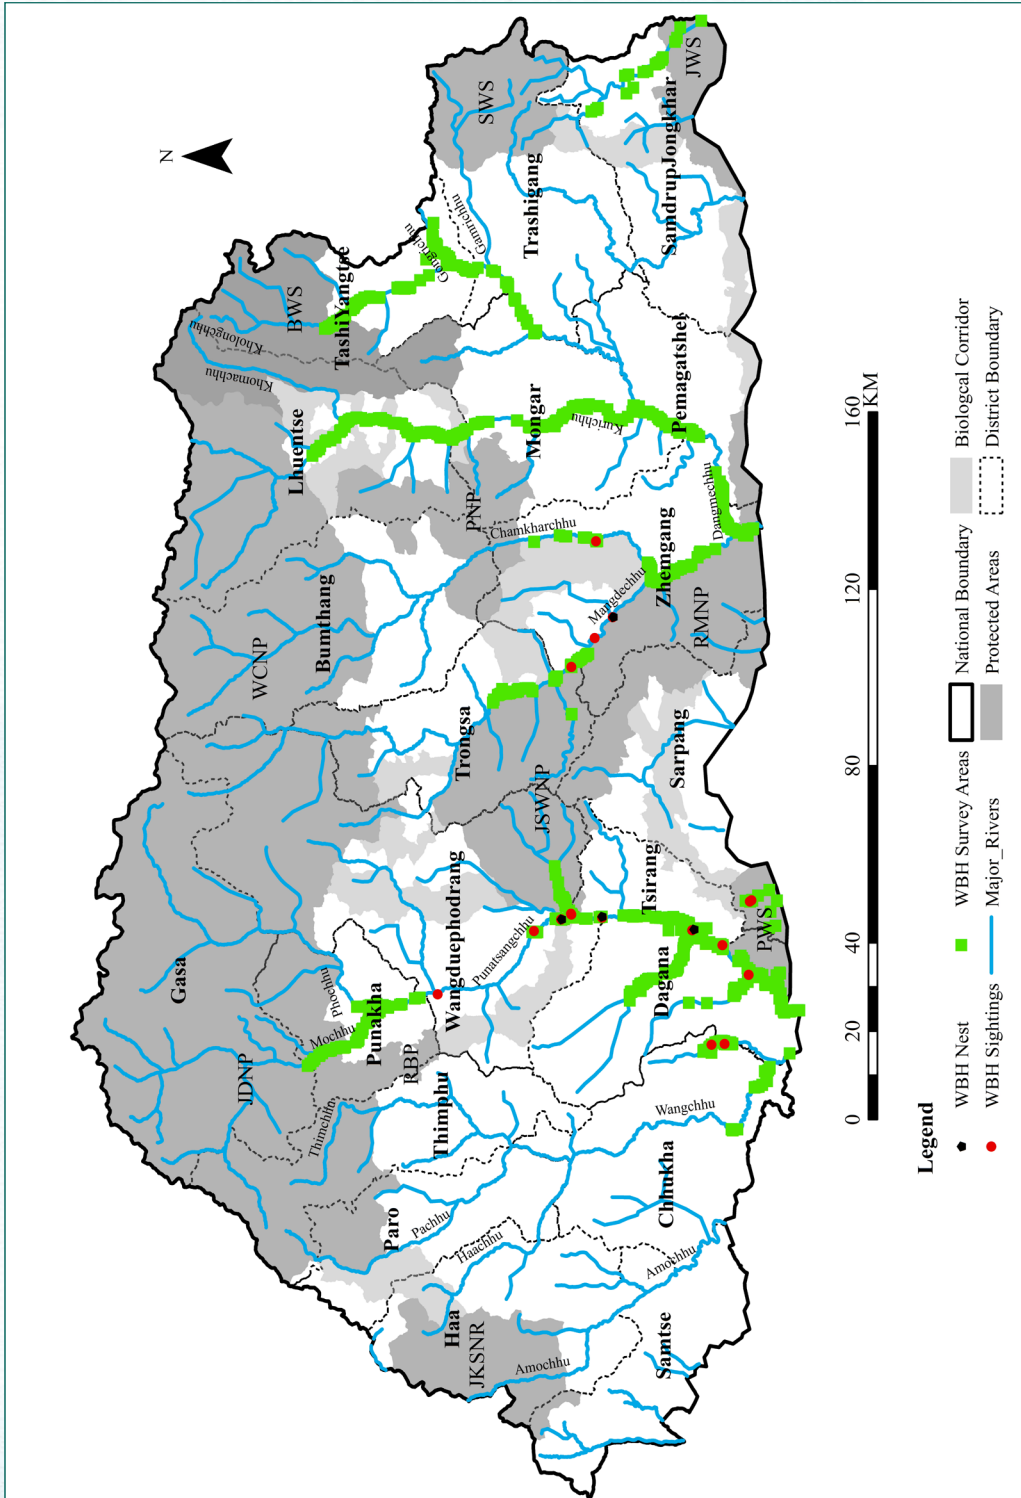 N
SWS
JWS
Trashigang
SamdrupJongkhar
Gamrichhu
Gongrichhu
BWS
TashiYangtse
Kholongchhu
Khomachhu
Lhuentse
Mongar
Kurichhu
Pemagatshel
PNP
Chamkharchhu
Dangmechhu
Zhemgang
Mangdechhu
RMNP
WCNP
Bumthang
Trongsa
JSWNP
Sarpang
Tsirang
PWS
Gasa
Wangduephodrang
Punatsangchhu
Dagana
Phochhu
Mochhu
Punakha
RBP
JDNP
Thimchhu
Thimphu
Wangchhu
Chhukha
Paro
Pachhu
Haachhu
Amochhu
Haa
JKSNR
Amochhu
Samtse
0 20 40 80 120 160
KM
Legend
WBH Nest
WBH Survey Areas
National Boundary
Biologcal Corridor
WBH Sightings
Major_Rivers
Protected Areas
District Boundary